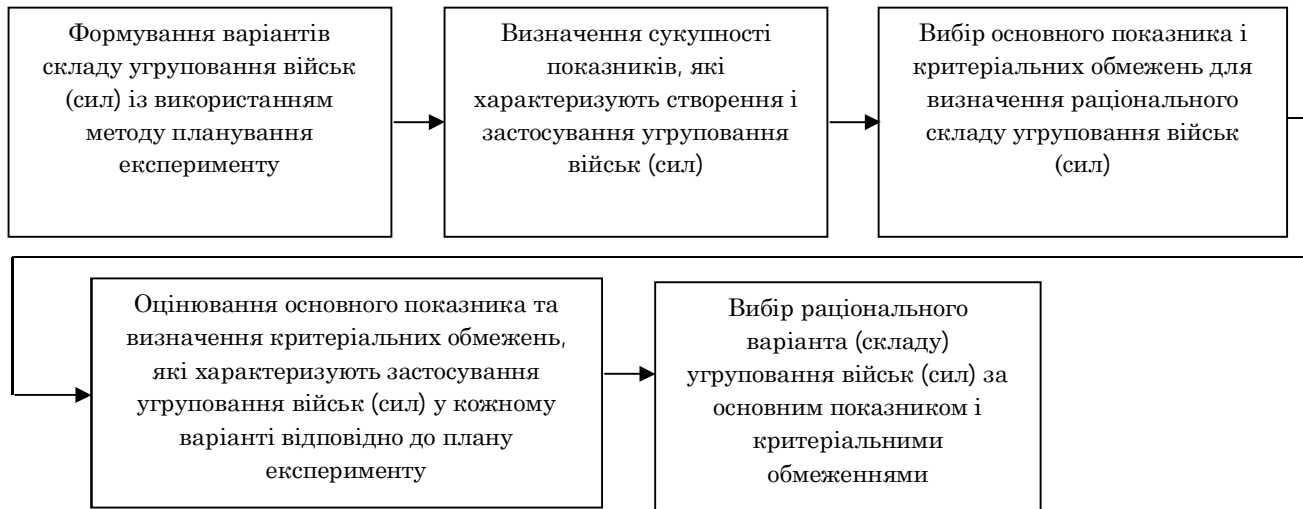 Формування варіантів
складу угруповання військ
(сил) із використанням
методу планування
експерименту
Визначення сукупності
показників, які
характеризують створення і
застосування угруповання
військ (сил)
Вибір основного показника і
критеріальних обмежень для
визначення раціонального
складу угруповання військ
(сил)
Оцінювання основного показника та
визначення критеріальних обмежень,
які характеризують застосування
угруповання військ (сил) у кожному
варіанті відповідно до плану
експерименту
Вибір раціонального
варіанта (складу)
угруповання військ (сил) за
основним показником і
критеріальними
обмеженнями